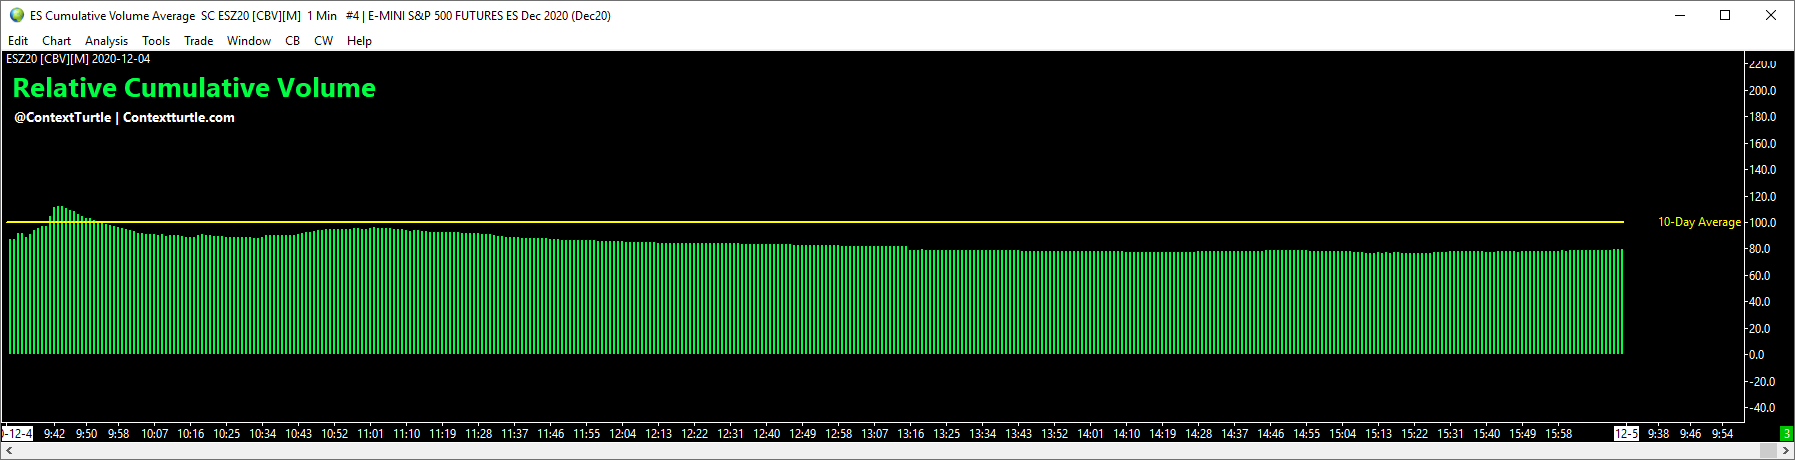 ES Cumulative Volume Average  SC ESZ20 [CBV][M]  1 Min   #4 | E-MINI S&P 500 FUTURES ES Dec 2020 (Dec20)
Edit Chart Analysis Tools Trade Window CB CW Help
ESZ20 [CBV][M] 2020-12-04
Relative Cumulative Volume
@ContextTurtle | Contextturtle.com
220.0
200.0
180.0
160.0
140.0
120.0
10-Day Average 100.0
80.0
60.0
40.0
20.0
0.0
-20.0
-40.0
-12-4 9:42 9:50 9:58 10:07 10:16 10:25 10:34 10:43 10:52 11:01 11:10 11:19 11:28 11:37 11:46 11:55 12:04 12:13 12:22 12:31 12:40 12:49 12:58 13:07 13:16 13:25 13:34 13:43 13:52 14:01 14:10 14:19 14:28 14:37 14:46 14:55 15:04 15:13 15:22 15:31 15:40 15:49 15:58 12-5 9:38 9:46 9:54 3